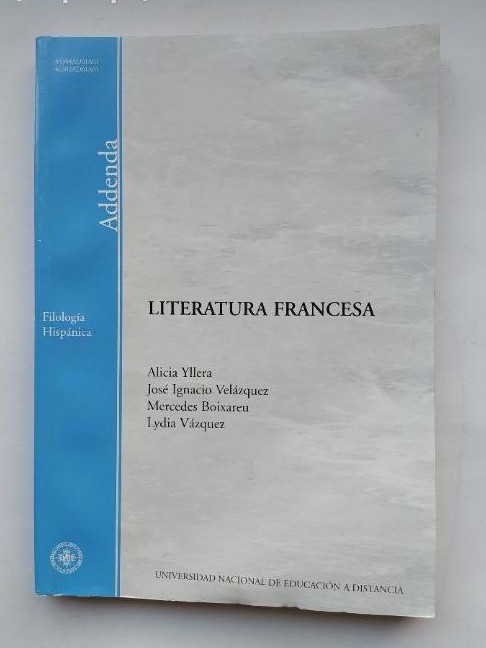 Addenda
Filología
Hispánica
LITERATURA FRANCESA
Alicia Yllera
José Ignacio Velázquez
Mercedes Boixareu
Lydia Vázquez
UNIVERSIDAD NACIONAL DE EDUCACIÓN A DISTANCIA